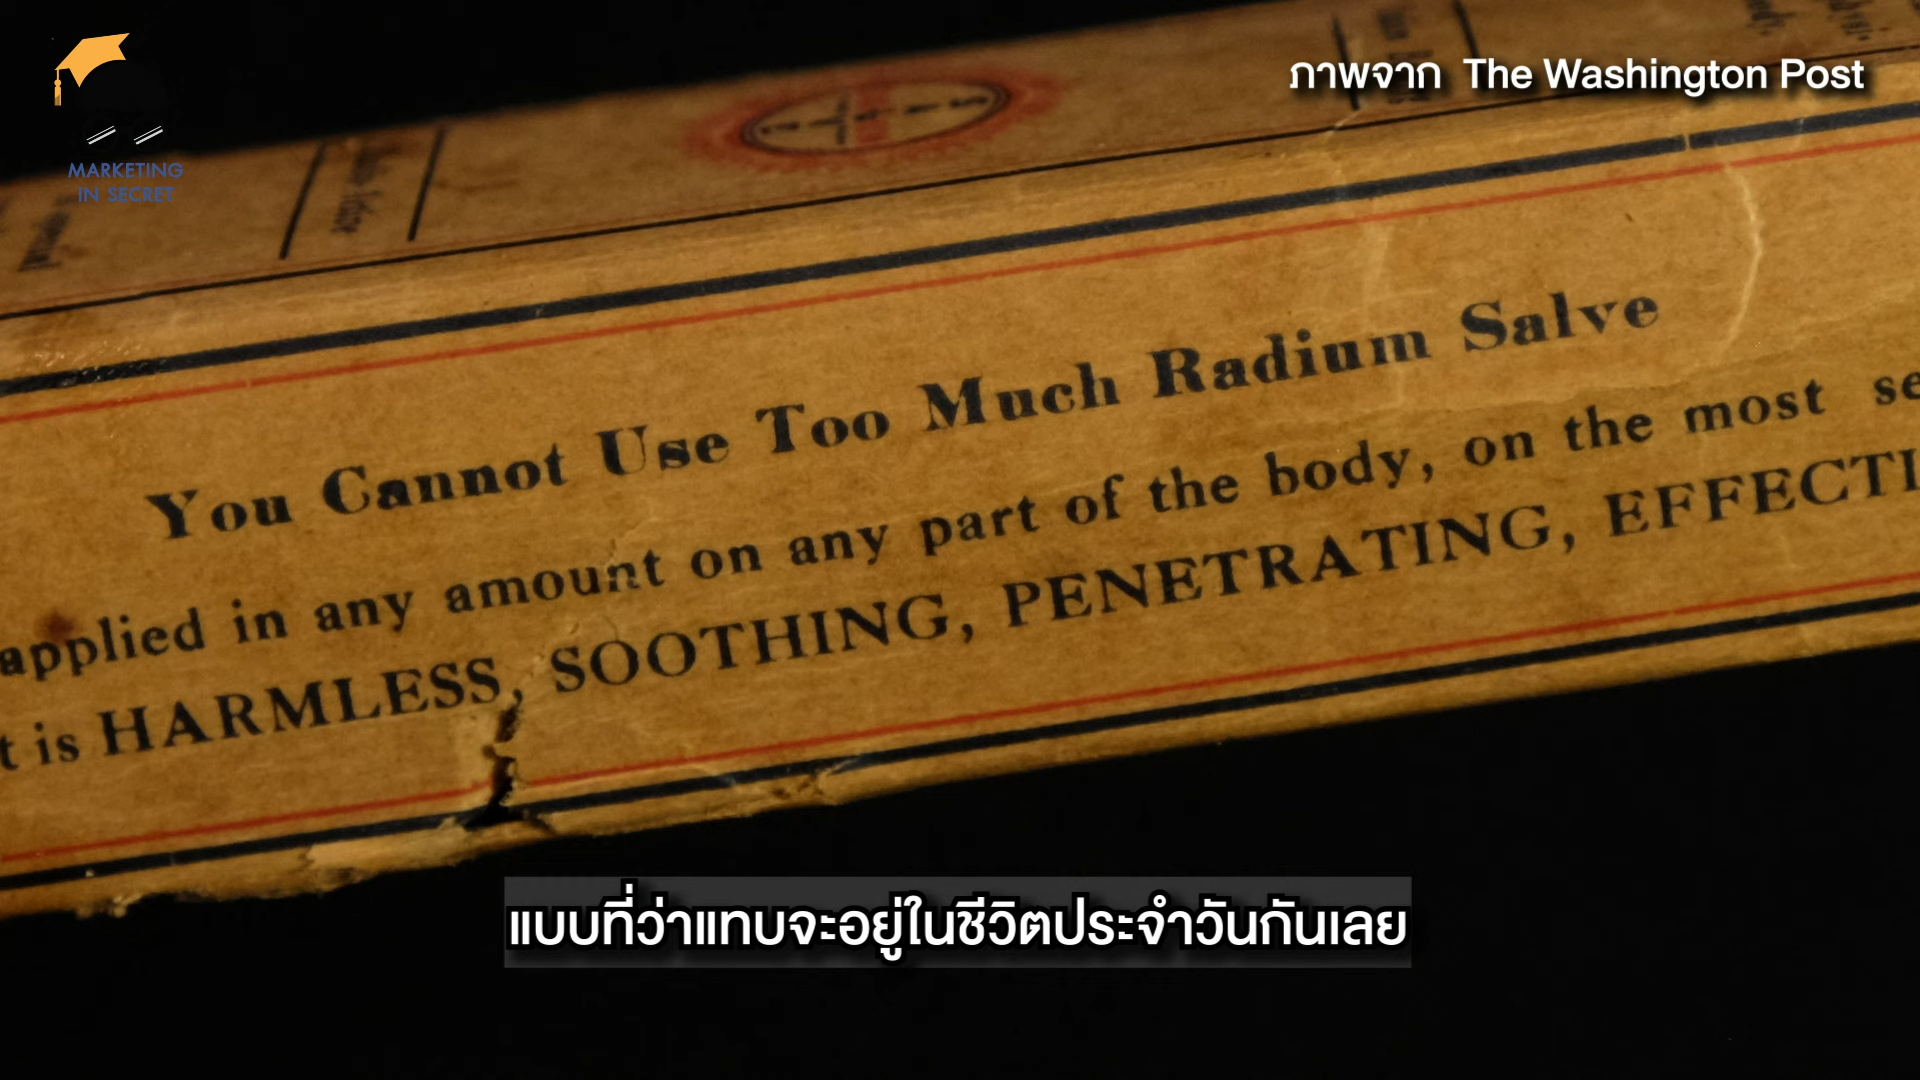 ภาพจาก The Washington Post
MARKETING
IN SECRET
You Cannot Use Too Much Radium Salve
applied in any amount on any part of the body, on the most se
t is HARMLESS, SOOTHING, PENETRATING, EFFECTI
แบบที่ว่าแทบจะอยู่ในชีวิตประจำวันกันเลย